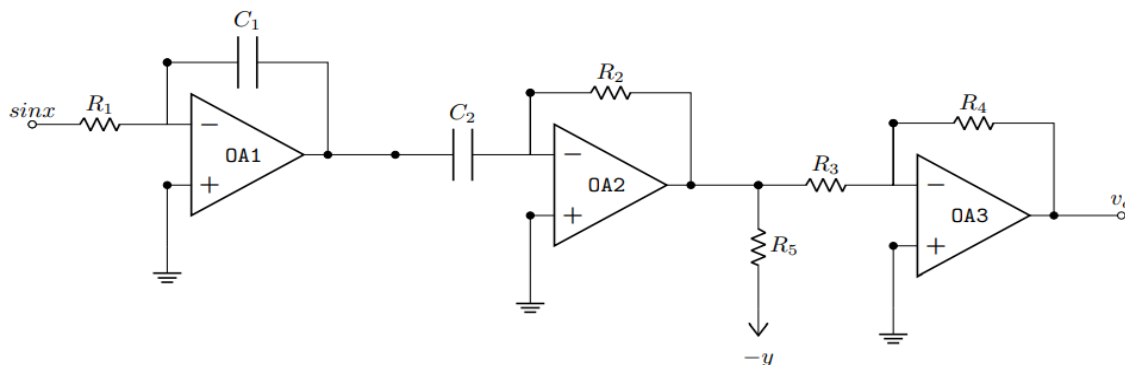 C1
sinx
R1
−
OA1
+
C2
R2
−
OA2
+
R3
R5
−y
R4
−
OA3
+